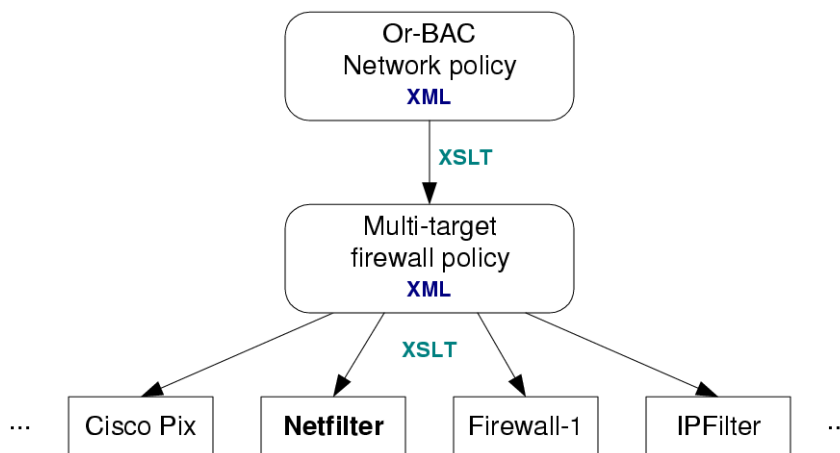 Or-BAC
Network policy
XML
XSLT
Multi-target
firewall policy
XML
XSLT
... Cisco Pix Netfilter Firewall-1 IPFilter ..